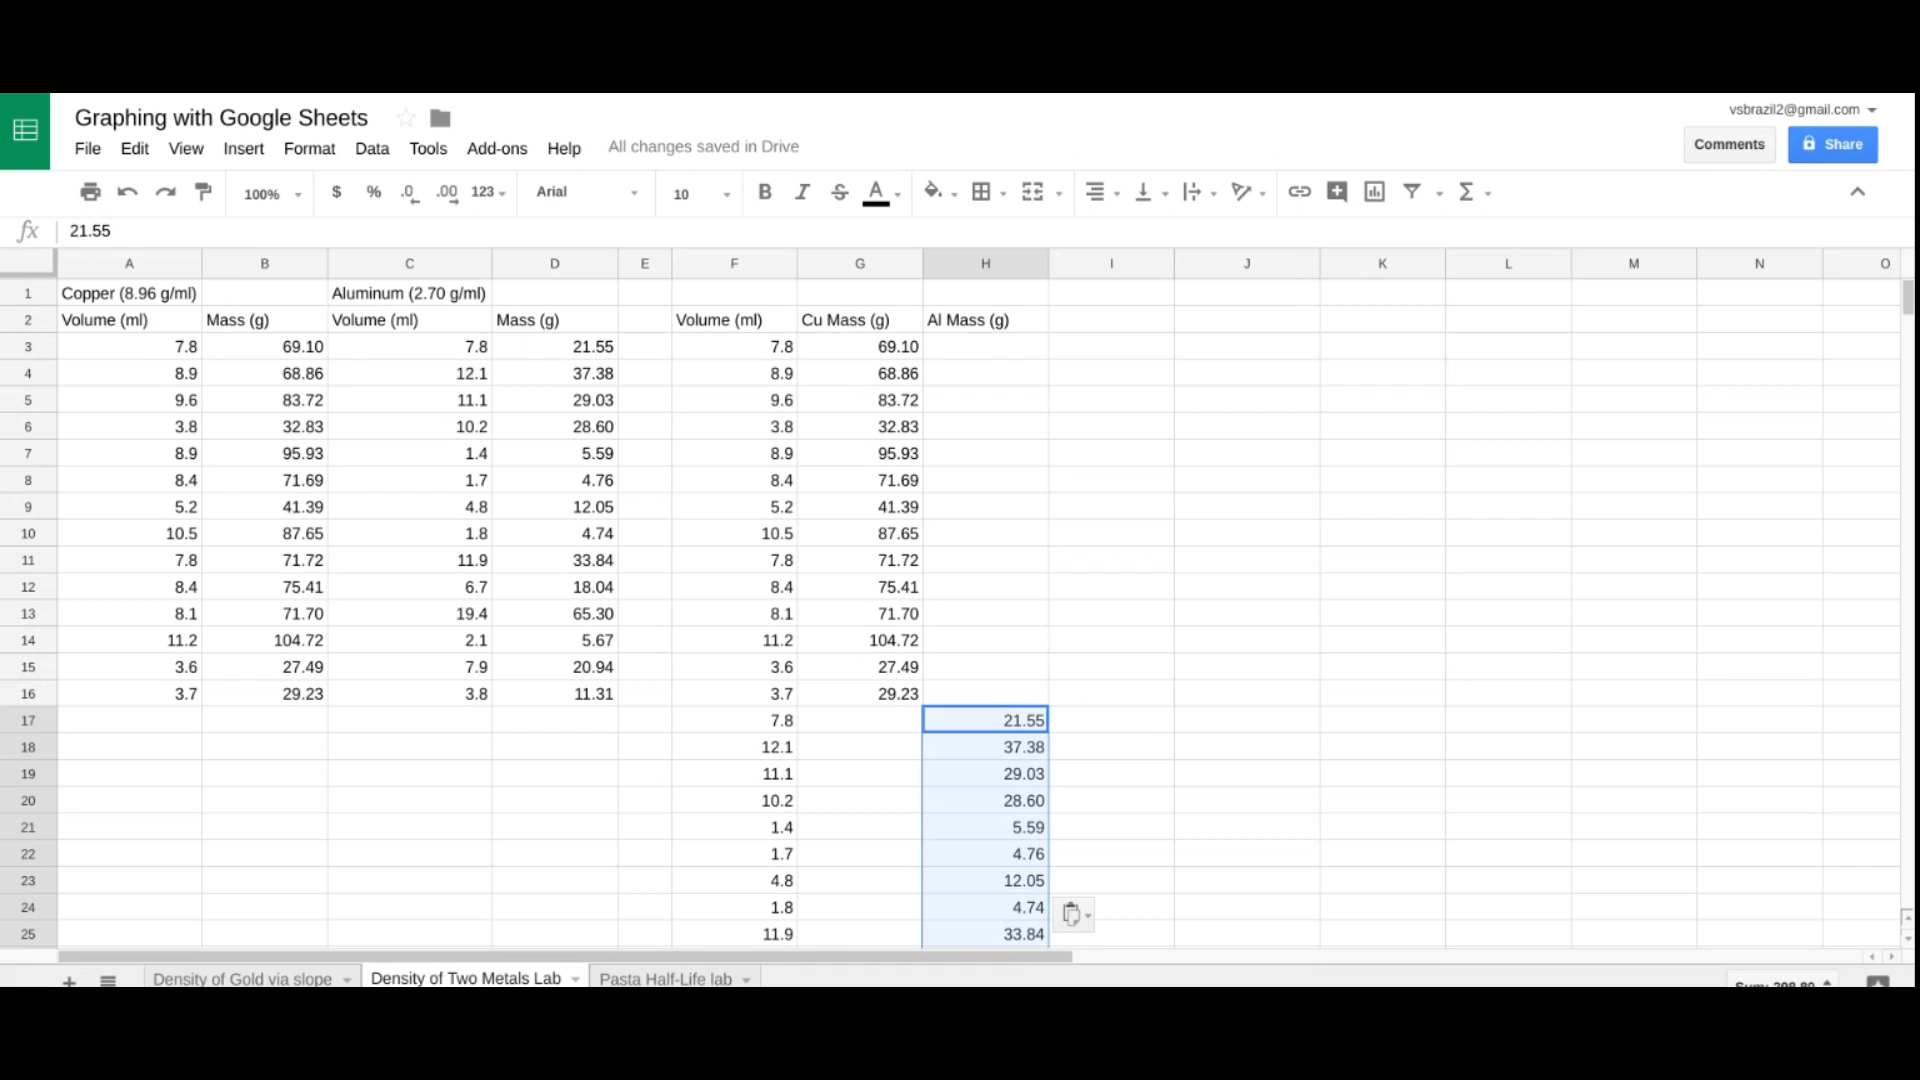 Graphing with Google Sheets
vsbrazil2@gmail.com
File Edit View Insert Format Data Tools Add-ons Help All changes saved in Drive
Comments Share
100% $ % .0 .00 123 Arial 10 B I S A Σ
fx 21.55
A B C D E F G H I J K L M N O
1 Copper (8.96 g/ml) Aluminum (2.70 g/ml)
2 Volume (ml) Mass (g) Volume (ml) Mass (g) Volume (ml) Cu Mass (g) Al Mass (g)
3 7.8 69.10 7.8 21.55 7.8 69.10
4 8.9 68.86 12.1 37.38 8.9 68.86
5 9.6 83.72 11.1 29.03 9.6 83.72
6 3.8 32.83 10.2 28.60 3.8 32.83
7 8.9 95.93 1.4 5.59 8.9 95.93
8 8.4 71.69 1.7 4.76 8.4 71.69
9 5.2 41.39 4.8 12.05 5.2 41.39
10 10.5 87.65 1.8 4.74 10.5 87.65
11 7.8 71.72 11.9 33.84 7.8 71.72
12 8.4 75.41 6.7 18.04 8.4 75.41
13 8.1 71.70 19.4 65.30 8.1 71.70
14 11.2 104.72 2.1 5.67 11.2 104.72
15 3.6 27.49 7.9 20.94 3.6 27.49
16 3.7 29.23 3.8 11.31 3.7 29.23
17 7.8 21.55
18 12.1 37.38
19 11.1 29.03
20 10.2 28.60
21 1.4 5.59
22 1.7 4.76
23 4.8 12.05
24 1.8 4.74
25 11.9 33.84
Density of Gold via slope Density of Two Metals Lab Pasta Half-Life lab Sum: 298.80